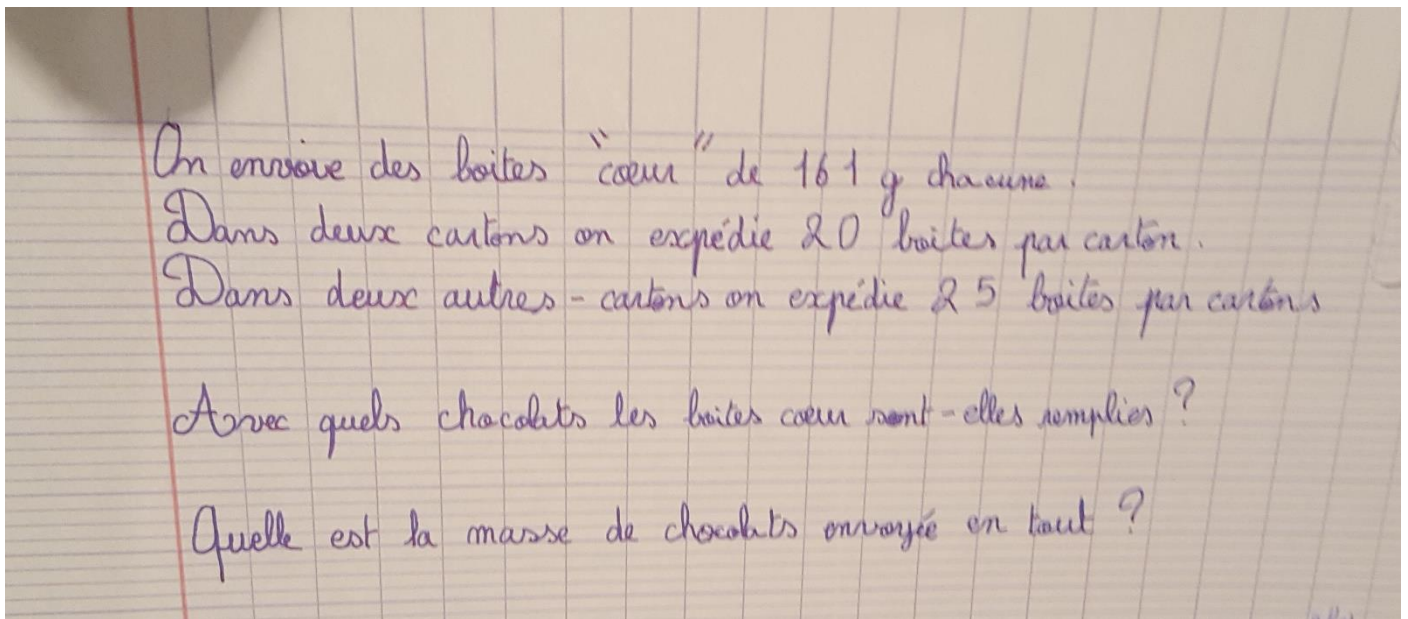 On envoie des boites "coeur" de 161 g chacune.
Dans deux cartons on expédie 20 boites par carton.
Dans deux autres - cartons on expédie 25 boites par cartons
Avec quels chocolats les boites coeur sont-elles remplies ?
Quelle est la masse de chocolats envoyée en tout ?